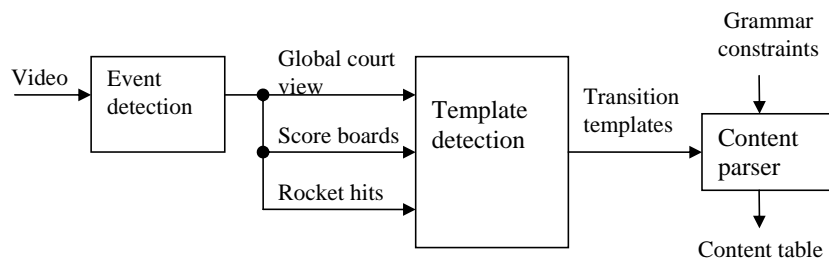 Video
Event
detection
Global court
view
Score boards
Rocket hits
Template
detection
Transition
templates
Grammar
constraints
Content
parser
Content table